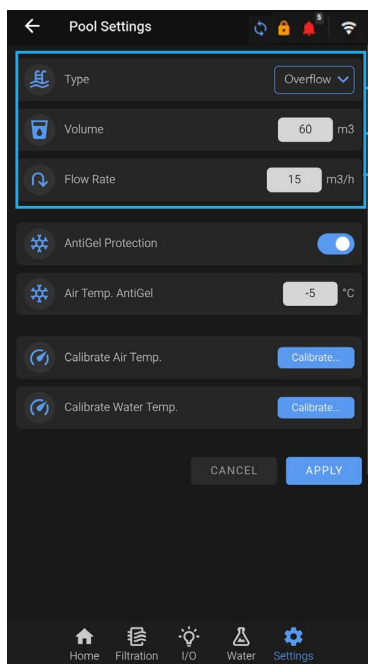 Pool Settings
5
Type
Overflow
Volume
60 m3
Flow Rate
15 m3/h
AntiGel Protection
Air Temp. AntiGel
-5 °C
Calibrate Air Temp.
Calibrate...
Calibrate Water Temp.
Calibrate...
CANCEL APPLY
Home Filtration I/O Water Settings